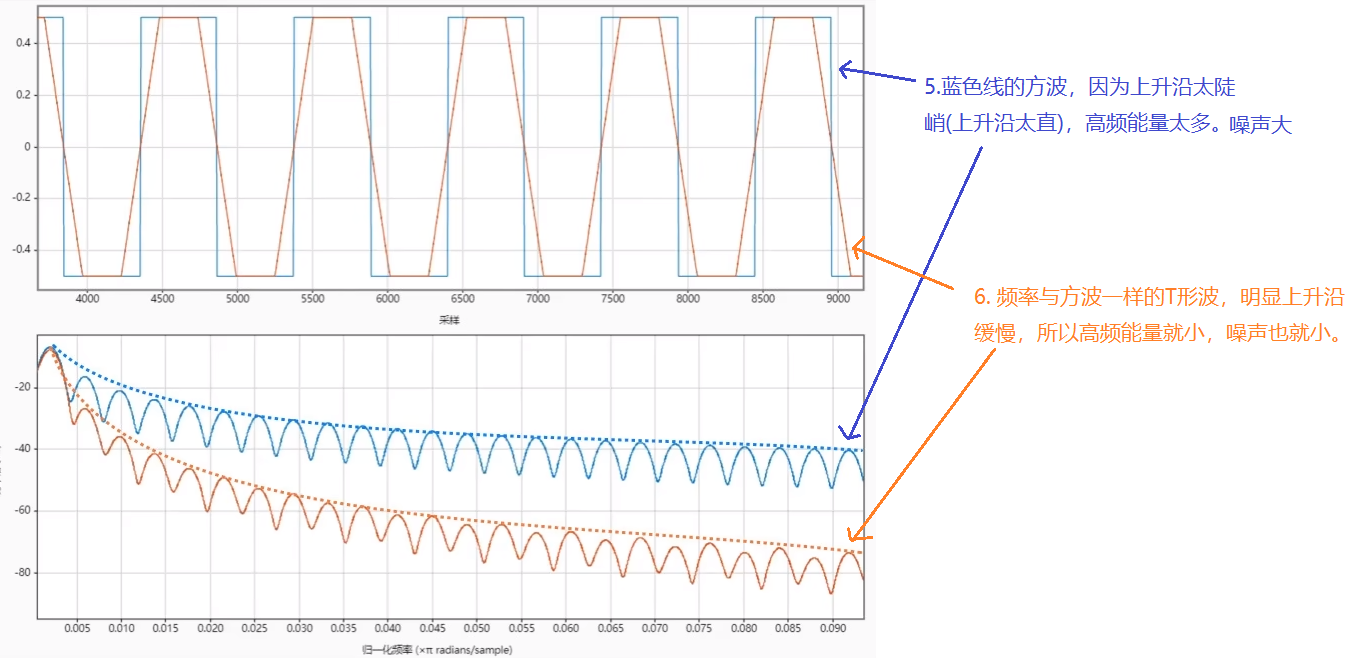 0.4
0.2
0
-0.2
-0.4
4000 4500 5000 5500 6000 6500 7000 7500 8000 8500 9000
采样
5.蓝色线的方波，因为上升沿太陡
峭(上升沿太直)，高频能量太多。噪声大
6. 频率与方波一样的T形波，明显上升沿
缓慢，所以高频能量就小，噪声也就小。
-20
-40
-60
-80
0.005 0.010 0.015 0.020 0.025 0.030 0.035 0.040 0.045 0.050 0.055 0.060 0.065 0.070 0.075 0.080 0.085 0.090
归一化频率 (×π radians/sample)